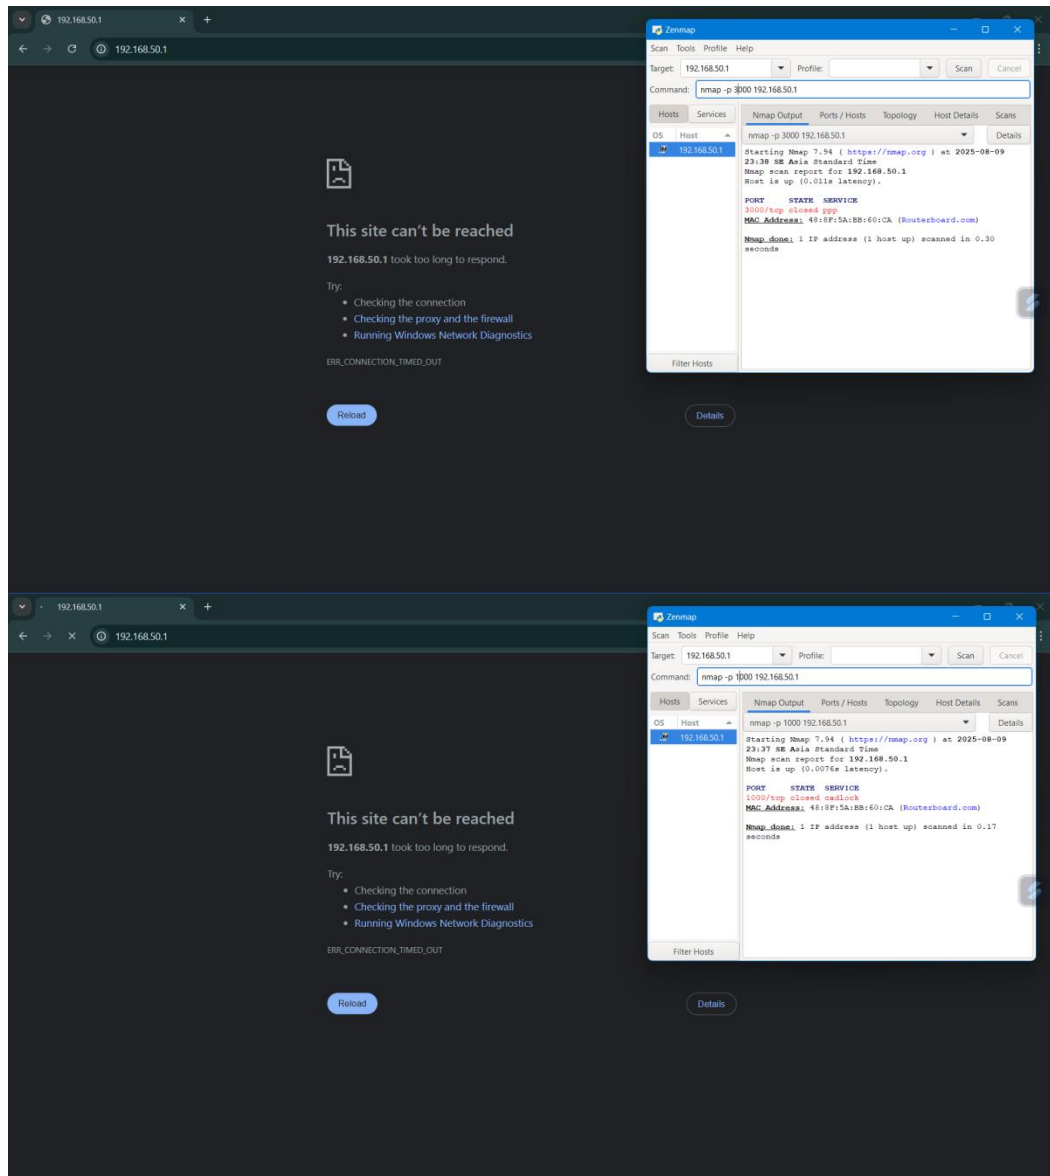 192.168.50.1
192.168.50.1
This site can't be reached
192.168.50.1 took too long to respond.
Try:
Checking the connection
Checking the proxy and the firewall
Running Windows Network Diagnostics
ERR_CONNECTION_TIMED_OUT
Reload
Details
Zenmap
Scan Tools Profile Help
Target: 192.168.50.1 Profile: Scan Cancel
Command: nmap -p 3000 192.168.50.1
Hosts Services
Nmap Output Ports / Hosts Topology Host Details Scans
OS Host
192.168.50.1
nmap -p 3000 192.168.50.1 Details
Starting Nmap 7.94 ( https://nmap.org ) at 2025-08-09
23:38 SE Asia Standard Time
Nmap scan report for 192.168.50.1
Host is up (0.011s latency).
PORT STATE SERVICE
3000/tcp closed ppp
MAC Address: 48:8F:5A:BB:60:CA (Routerboard.com)
Nmap done: 1 IP address (1 host up) scanned in 0.30
seconds
Filter Hosts
192.168.50.1
192.168.50.1
This site can't be reached
192.168.50.1 took too long to respond.
Try:
Checking the connection
Checking the proxy and the firewall
Running Windows Network Diagnostics
ERR_CONNECTION_TIMED_OUT
Reload
Details
Zenmap
Scan Tools Profile Help
Target: 192.168.50.1 Profile: Scan Cancel
Command: nmap -p 1000 192.168.50.1
Hosts Services
Nmap Output Ports / Hosts Topology Host Details Scans
OS Host
192.168.50.1
nmap -p 1000 192.168.50.1 Details
Starting Nmap 7.94 ( https://nmap.org ) at 2025-08-09
23:37 SE Asia Standard Time
Nmap scan report for 192.168.50.1
Host is up (0.0076s latency).
PORT STATE SERVICE
1000/tcp closed cadlock
MAC Address: 48:8F:5A:BB:60:CA (Routerboard.com)
Nmap done: 1 IP address (1 host up) scanned in 0.17
seconds
Filter Hosts